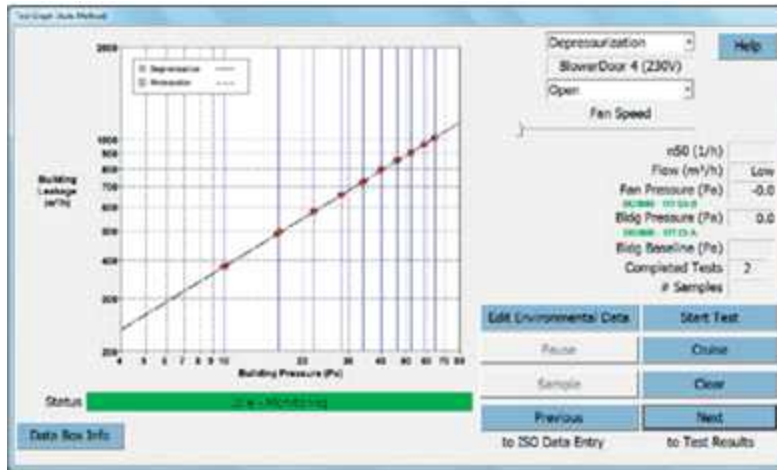 Depressurization
Help
BlowerDoor 4 (230V)
Open
Fan Speed
2000
1000
900
800
700
600
500
400
300
200
Building
Leakage
(m³/h)
4 5 6 7 8 9 10 20 30 40 50 60 70 80
Building Pressure (Pa)
n50 (1/h)
Flow (m³/h) Low
Fan Pressure (Pa) -0.0
Bldg Pressure (Pa) 0.0
Bldg Baseline (Pa)
Completed Tests 2
# Samples
Edit Environmental Data Start Test
Pause Cruise
Sample Clear
Previous Next
to ISO Data Entry to Test Results
Status
Data Box Info